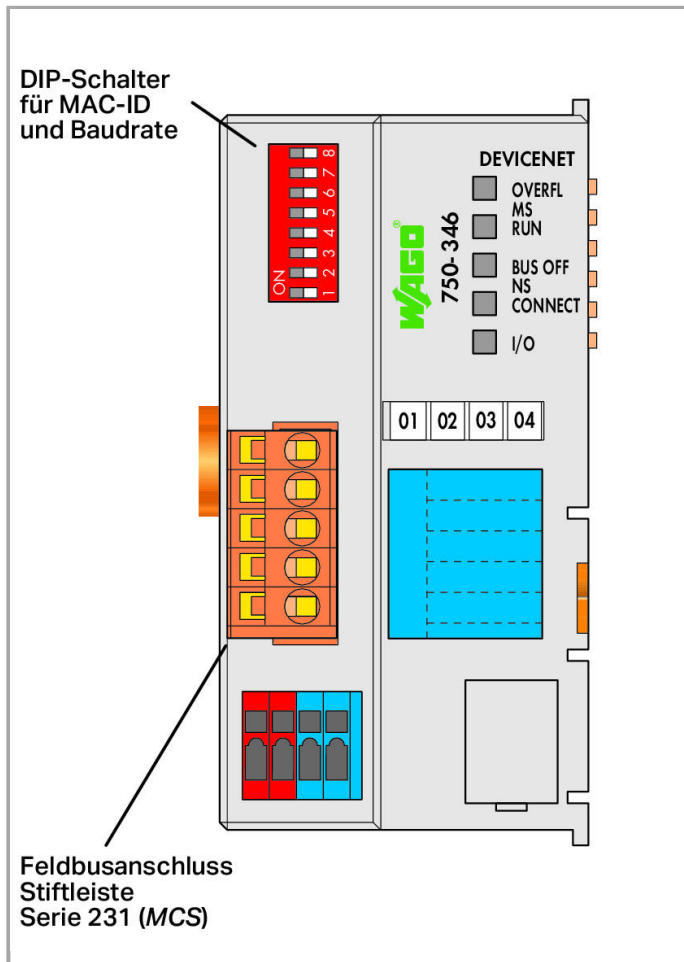 DIP-Schalter
für MAC-ID
und Baudrate
8
7
6
5
4
3
2
1
ON
WAGO®
750-346
DEVICENET
OVERFL
MS
RUN
BUS OFF
NS
CONNECT
I/O
01 02 03 04
Feldbusanschluss
Stiftleiste
Serie 231 (MCS)